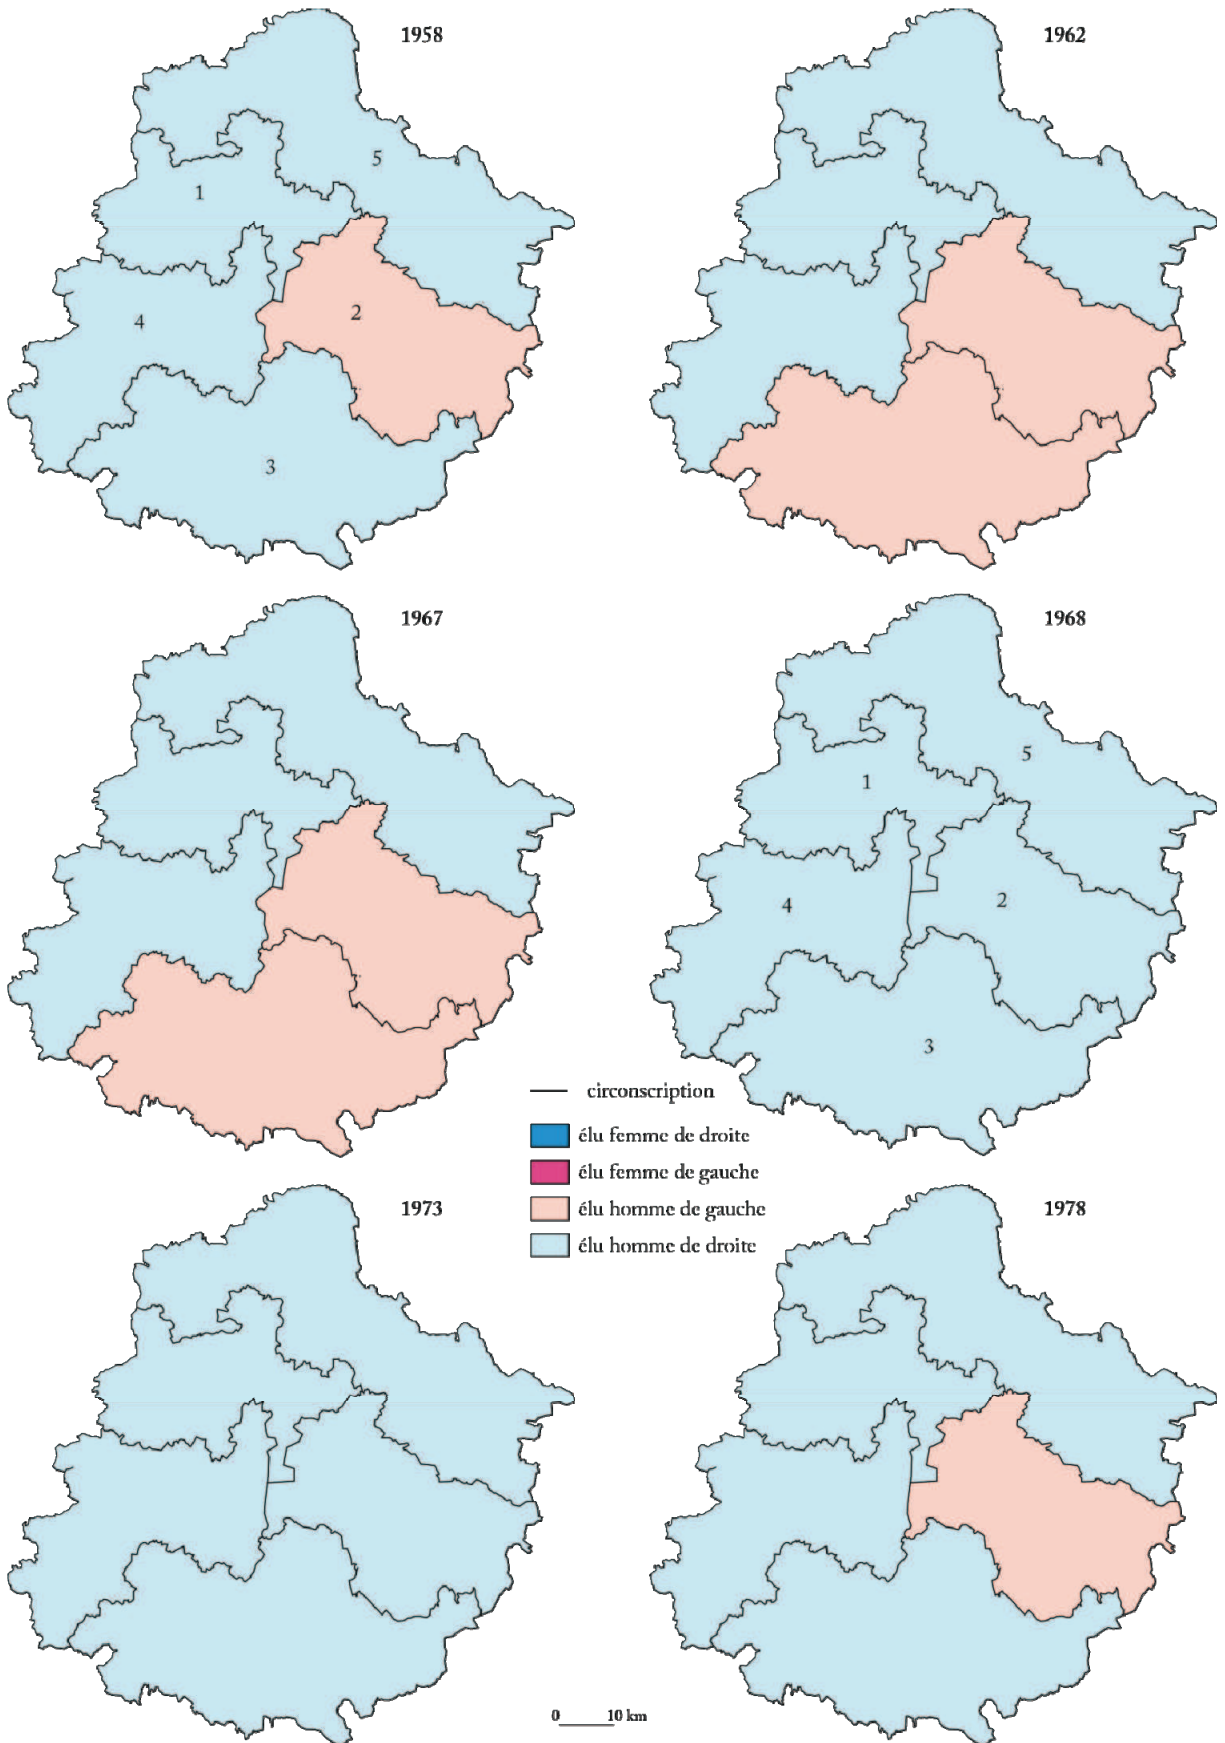 1958
1962
5
1
2
4
3
1967
1968
5
1
2
4
3
circonscription
élu femme de droite
élu femme de gauche
élu homme de gauche
élu homme de droite
1973
1978
0 10 km